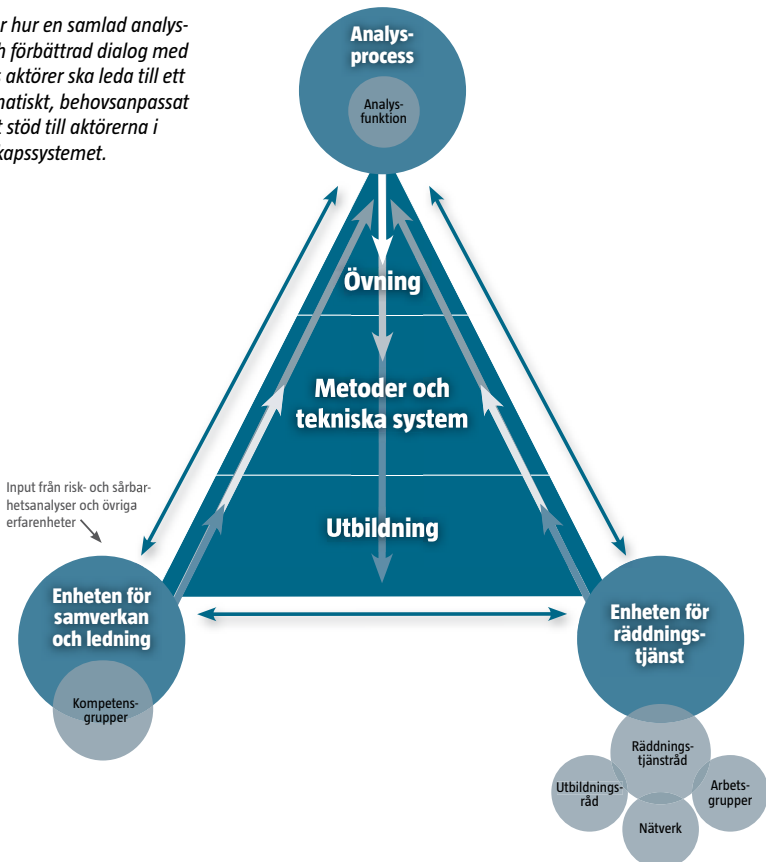 r hur en samlad analys-
h förbättrad dialog med
s aktörer ska leda till ett
matiskt, behovsanpassat
t stöd till aktörerna i
kapssystemet.
Analys-
process
Analys-
funktion
Övning
Metoder och
tekniska system
Utbildning
Input från risk- och sårbar-
hetsanalyser och övriga
erfarenheter
Enheten för
samverkan
och ledning
Kompetens-
grupper
Enheten för
räddnings-
tjänst
Räddnings-
tjänstråd
Utbildnings-
råd
Arbets-
grupper
Nätverk